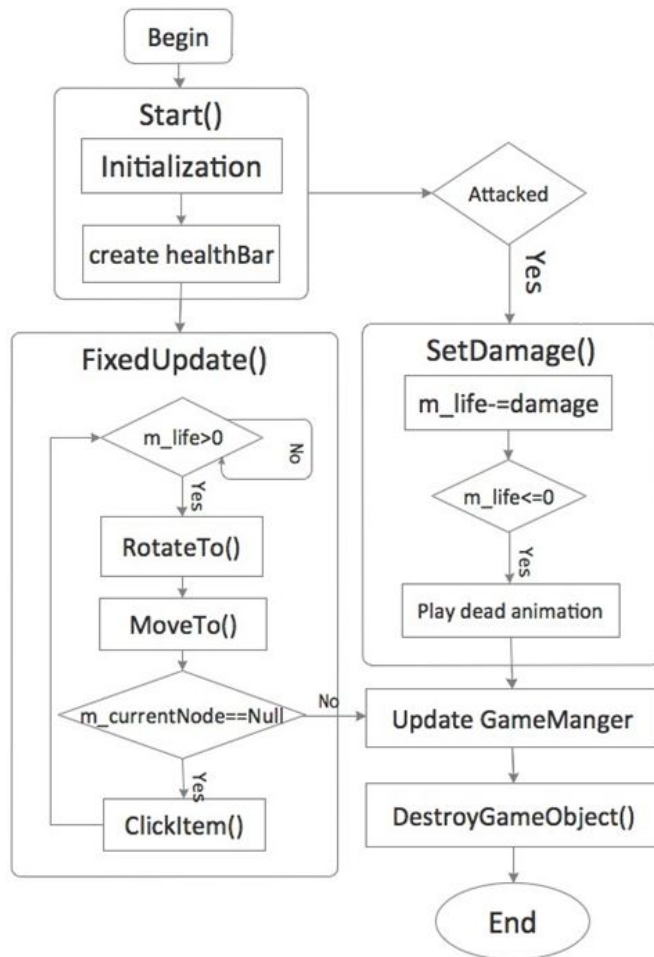 Begin
Start()
Initialization
create healthBar
Attacked
Yes
FixedUpdate()
m_life>0
No
Yes
RotateTo()
MoveTo()
m_currentNode==Null
No
Yes
ClickItem()
SetDamage()
m_life-=damage
m_life<=0
Yes
Play dead animation
Update GameManger
DestroyGameObject()
End